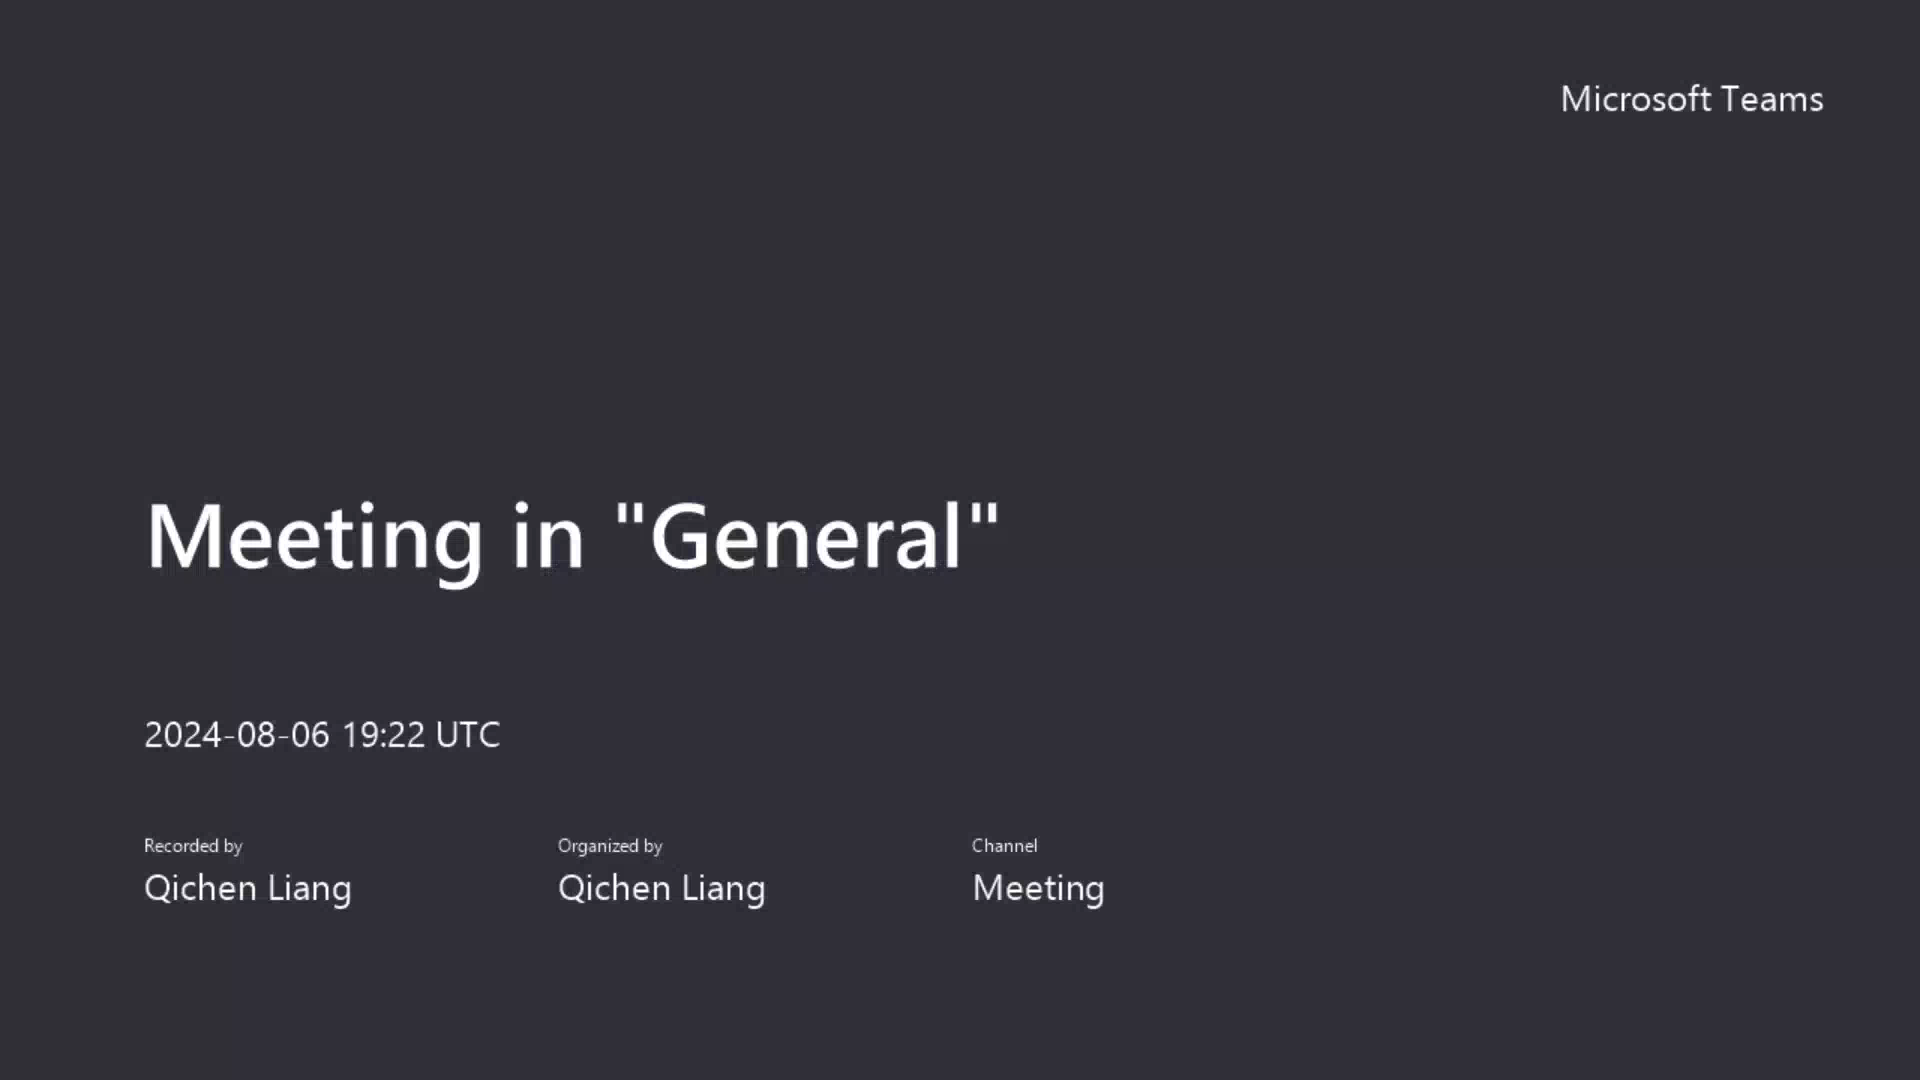 Microsoft Teams
Meeting in "General"
2024-08-06 19:22 UTC
Recorded by
Qichen Liang
Organized by
Qichen Liang
Channel
Meeting